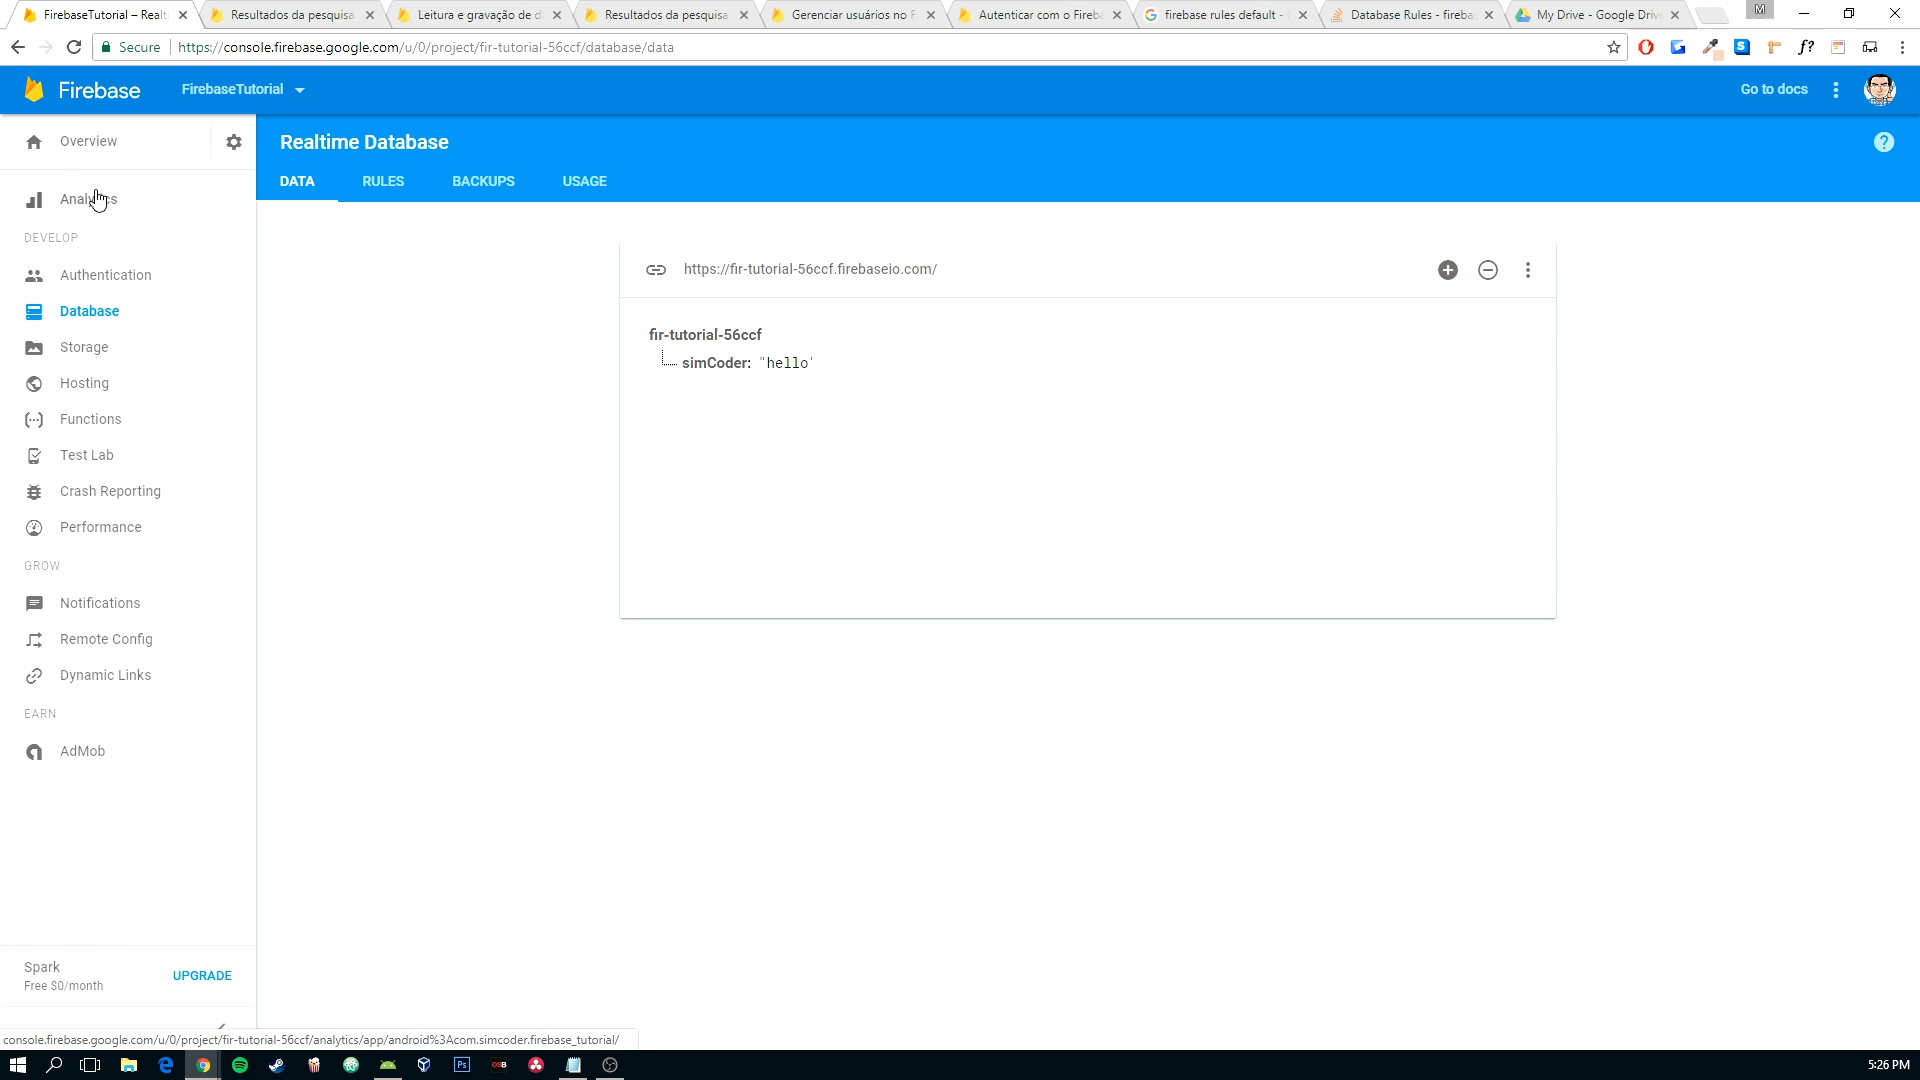 FirebaseTutorial – Realt
Resultados da pesquisa
Leitura e gravação de d
Resultados da pesquisa
Gerenciar usuários no F
Autenticar com o Fireba
firebase rules default -
Database Rules - fireba
My Drive - Google Driv
M
Secure
https://console.firebase.google.com/u/0/project/fir-tutorial-56ccf/database/data
Firebase
FirebaseTutorial
Go to docs
Overview
Realtime Database
DATA
RULES
BACKUPS
USAGE
Analytics
DEVELOP
Authentication
Database
Storage
Hosting
Functions
Test Lab
Crash Reporting
Performance
GROW
Notifications
Remote Config
Dynamic Links
EARN
AdMob
https://fir-tutorial-56ccf.firebaseio.com/
fir-tutorial-56ccf
simCoder: "hello'
Spark
Free $0/month
UPGRADE
console.firebase.google.com/u/0/project/fir-tutorial-56ccf/analytics/app/android%3Acom.simcoder.firebase_tutorial/
Ps
5:26 PM